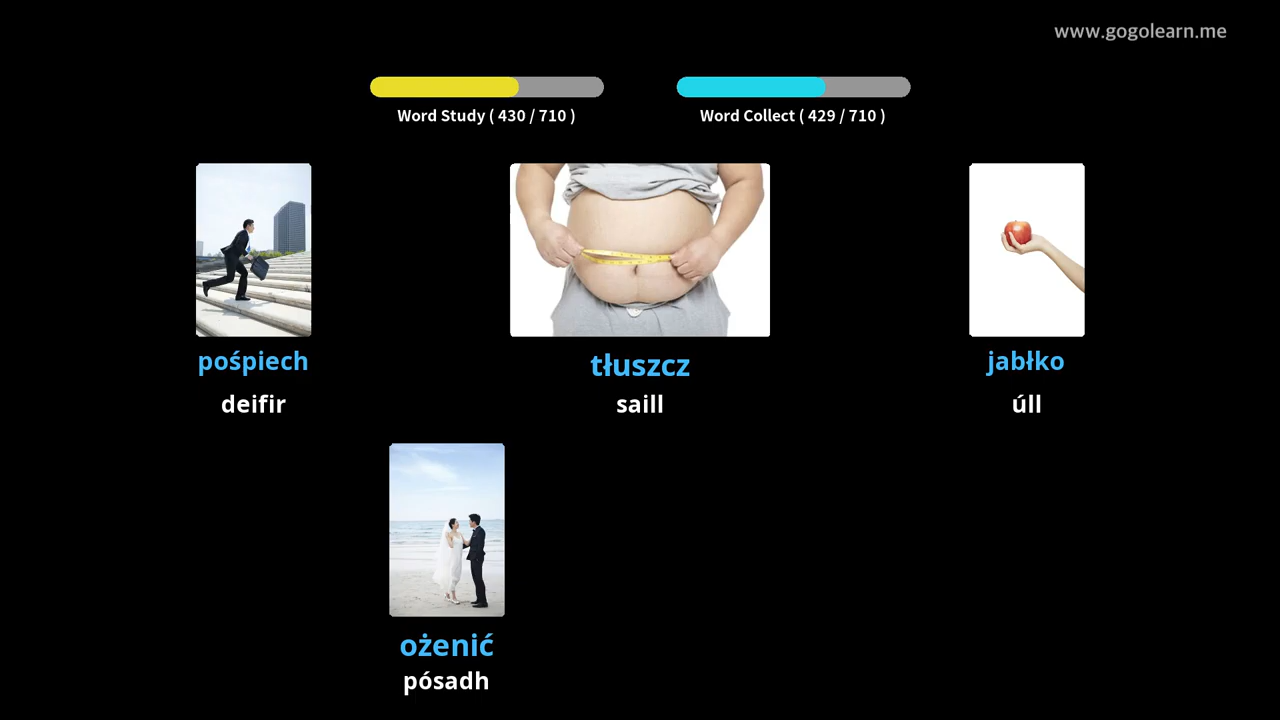 www.gogolearn.me
Word Study ( 430 / 710 )
Word Collect ( 429 / 710 )
pośpiech
deifir
tłuszcz
saill
jabłko
úll
ożenić
pósadh